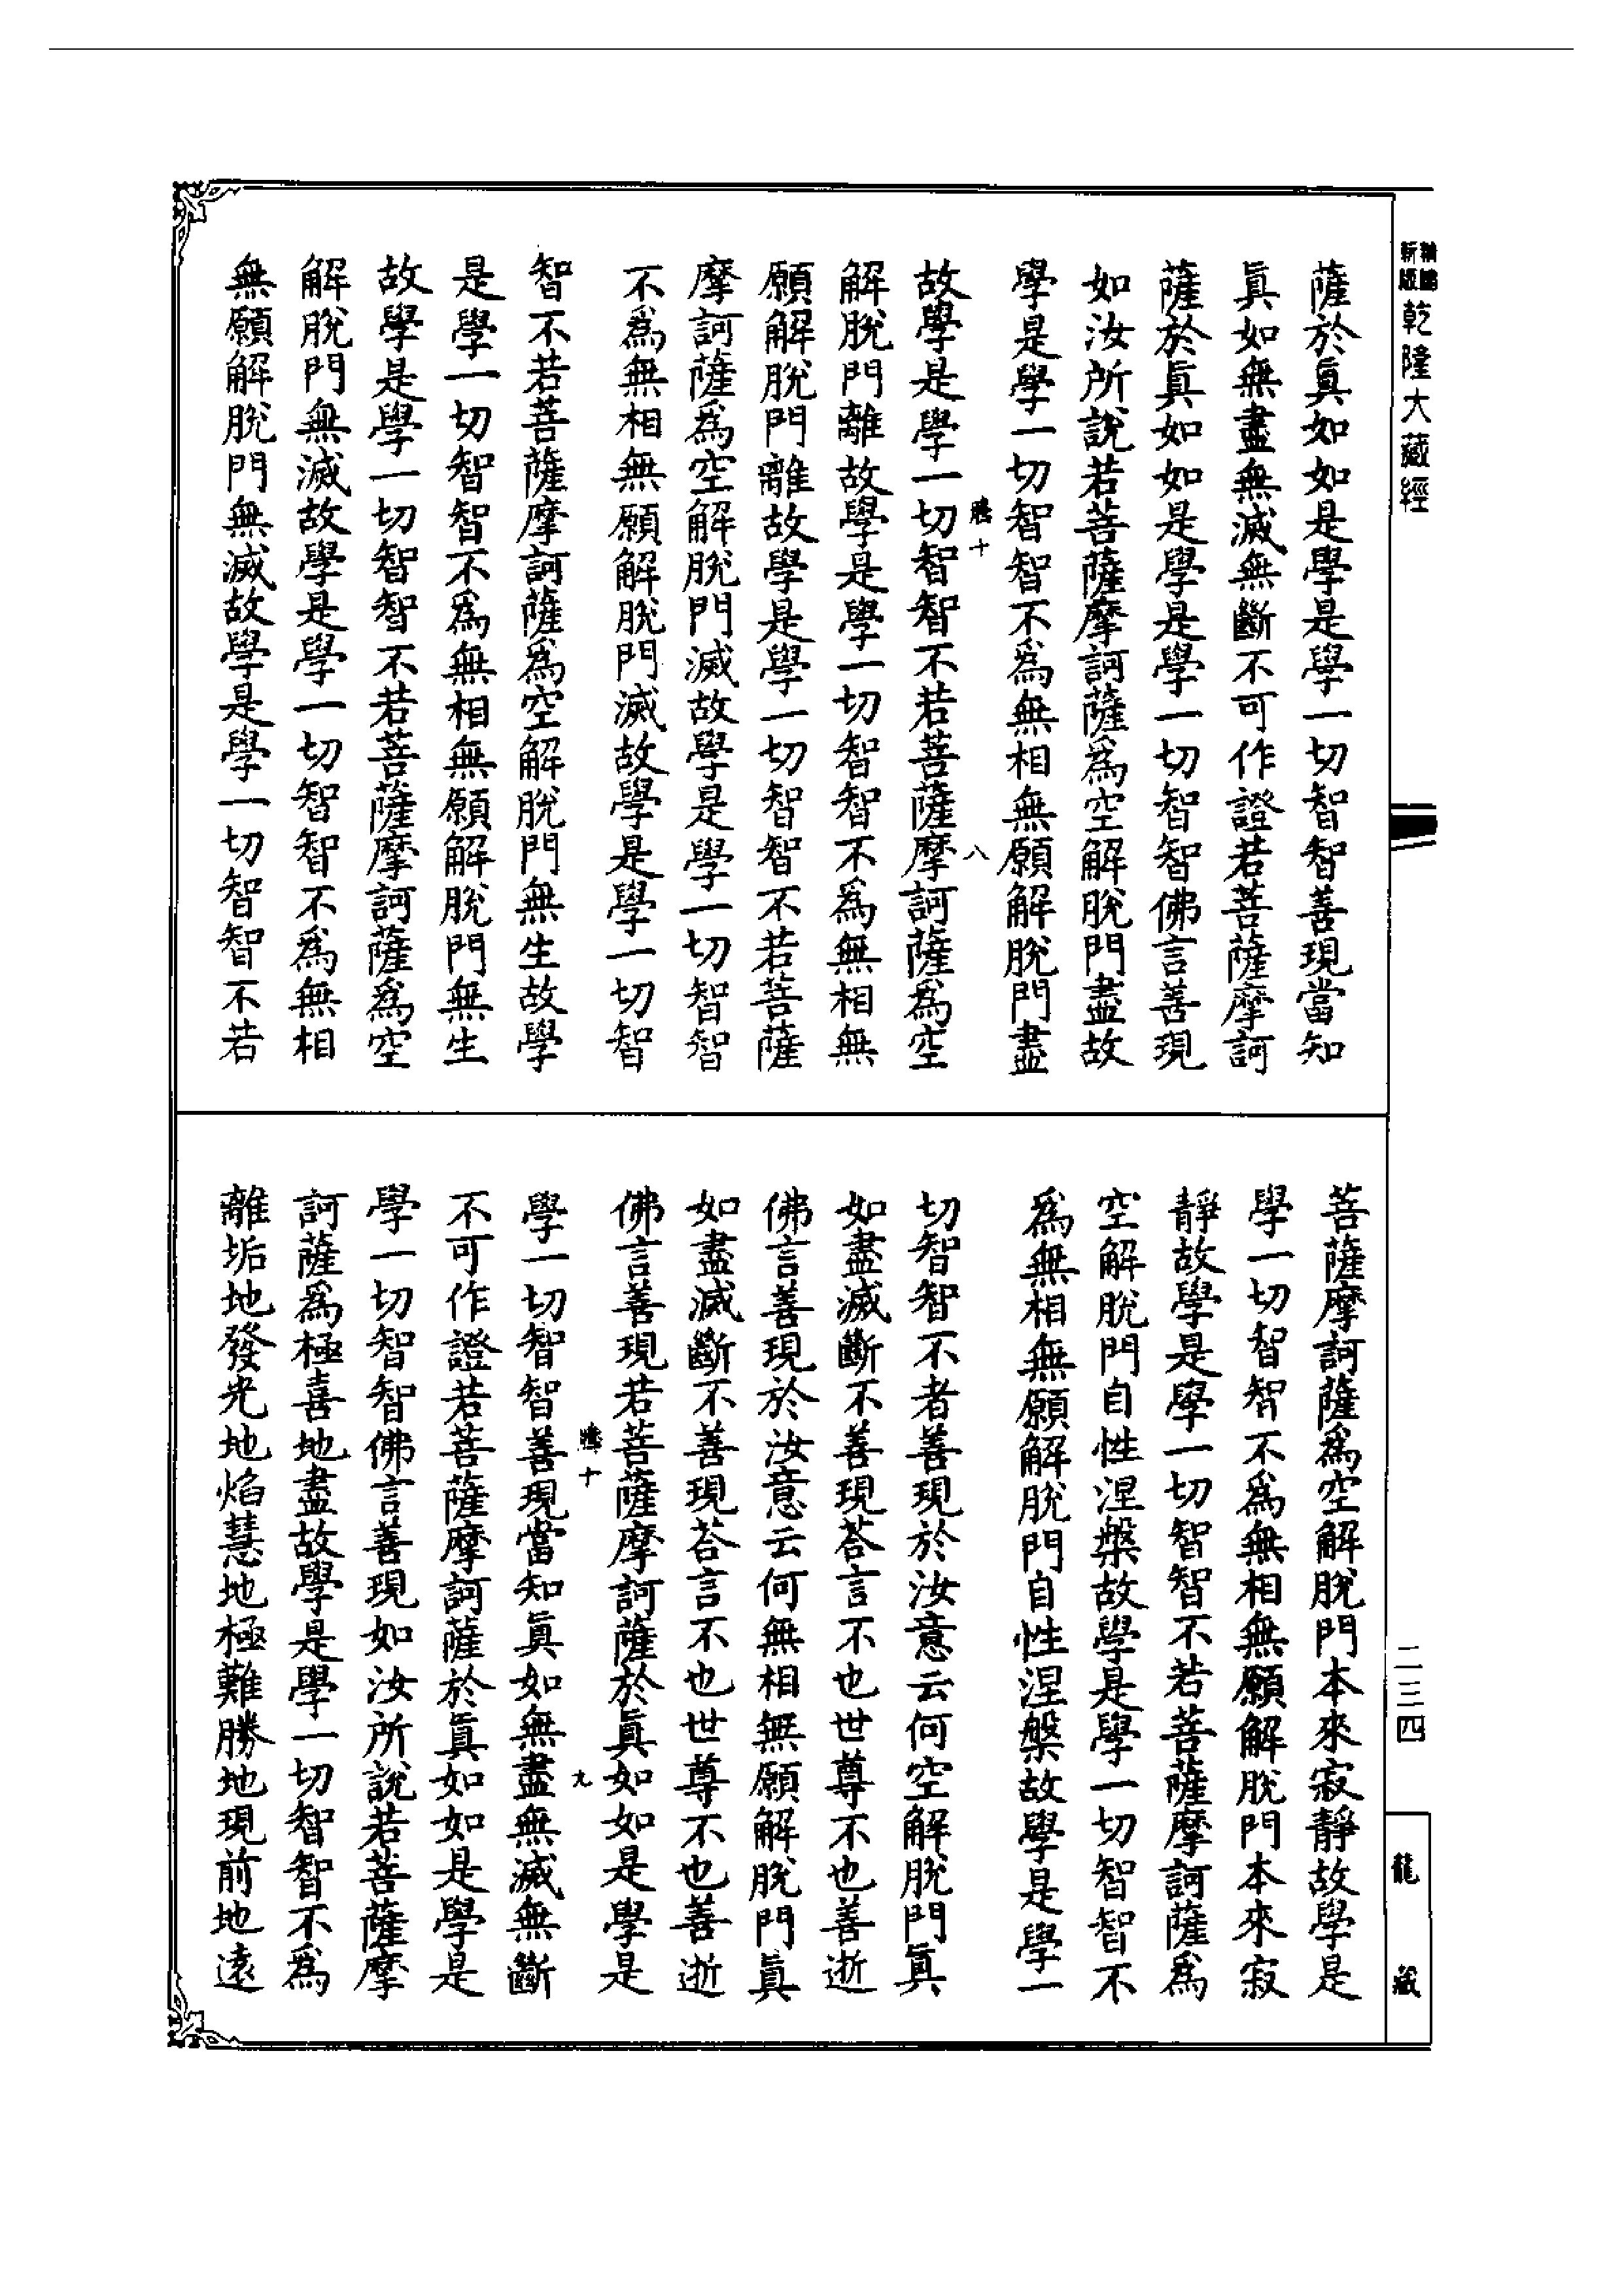 乾隆大藏經
薩於眞如如是學是學一切智智善現當知
眞如無盡無滅無斷不可作證若菩薩摩訶
薩於眞如如是學是學一切智智佛言善現
如汝所說若菩薩摩訶薩爲空解脫門盡故
學是學一切智智不爲無相無願解脫門盡
十 八
故學是學一切智智不若菩薩摩訶薩爲空
解脫門離故學是學一切智智不爲無相無
願解脫門離故學是學一切智智不若菩薩
摩訶薩爲空解脫門滅故學是學一切智智
不爲無相無願解脫門滅故學是學一切智
智不若菩薩摩訶薩爲空解脫門無生故學
是學一切智智不爲無相無願解脫門無生
故學是學一切智智不若菩薩摩訶薩爲空
解脫門無滅故學是學一切智智不爲無相
無願解脫門無滅故學是學一切智智不若
二三四
龍藏
菩薩摩訶薩爲空解脫門本來寂靜故學是
學一切智智不爲無相無願解脫門本來寂
靜故學是學一切智智不若菩薩摩訶薩爲
空解脫門自性涅槃故學是學一切智智不
爲無相無願解脫門自性涅槃故學是學一
切智智不者善現於汝意云何空解脫門眞
如盡滅斷不善現荅言不也世尊不也善逝
佛言善現於汝意云何無相無願解脫門眞
如盡滅斷不善現荅言不也世尊不也善逝
佛言善現若菩薩摩訶薩於眞如如是學是
十 九
學一切智智善現當知眞如無盡無滅無斷
不可作證若菩薩摩訶薩於眞如如是學是
學一切智智佛言善現如汝所說若菩薩摩
訶薩爲極喜地盡故學是學一切智智不爲
離垢地發光地焰慧地極難勝地現前地遠